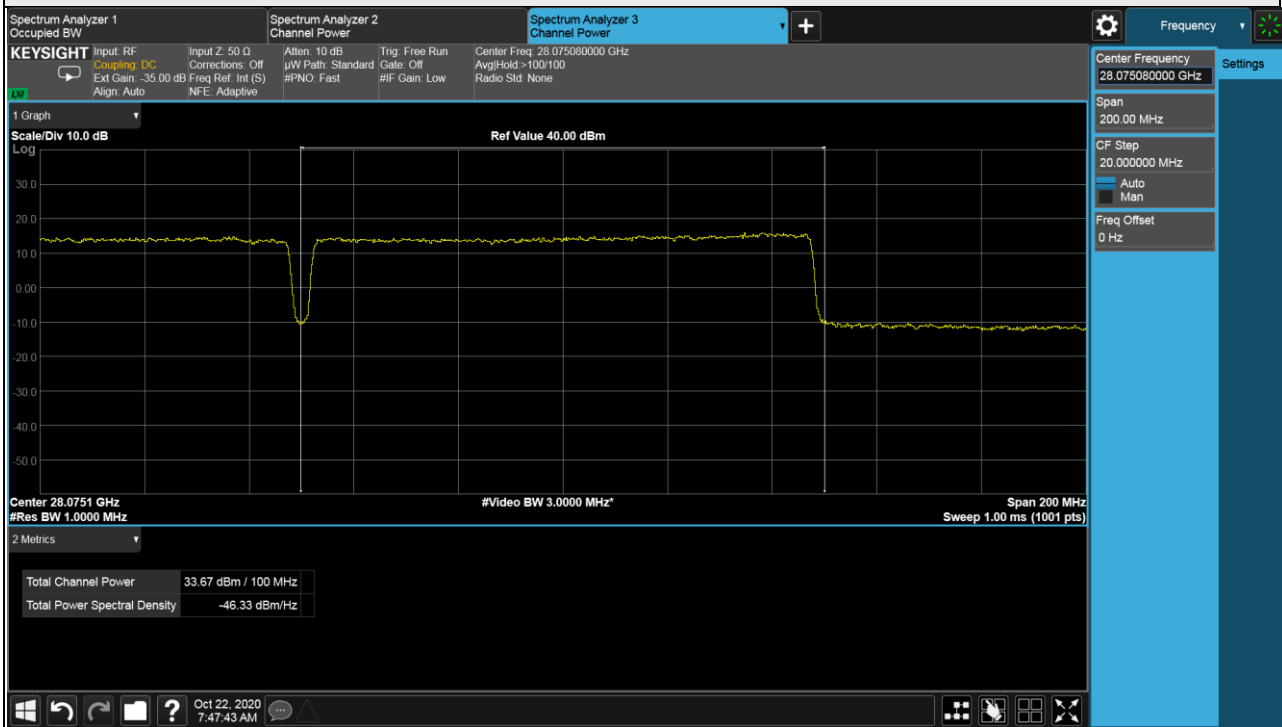 Spectrum Analyzer 1
Occupied BW
Spectrum Analyzer 2
Channel Power
Spectrum Analyzer 3
Channel Power
Frequency
KEYSIGHT
Input: RF
Coupling: DC
Ext Gain: -35.00 dB
Align: Auto
Input Z: 50 Ω
Corrections: Off
Freq Ref: Int (S)
NFE: Adaptive
Atten: 10 dB
µW Path: Standard
#PNO: Fast
Trig: Free Run
Gate: Off
#IF Gain: Low
Center Freq: 28.075080000 GHz
Avg|Hold:>100/100
Radio Std: None
LXI
Center Frequency
28.075080000 GHz
Settings
Span
200.00 MHz
CF Step
20.000000 MHz
Auto
Man
Freq Offset
0 Hz
1 Graph
Scale/Div 10.0 dB
Ref Value 40.00 dBm
Log
30.0
20.0
10.0
0.00
-10.0
-20.0
-30.0
-40.0
-50.0
Center 28.0751 GHz
#Video BW 3.0000 MHz*
Span 200 MHz
#Res BW 1.0000 MHz
Sweep 1.00 ms (1001 pts)
2 Metrics
Total Channel Power 33.67 dBm / 100 MHz
Total Power Spectral Density -46.33 dBm/Hz
?
Oct 22, 2020
7:47:43 AM